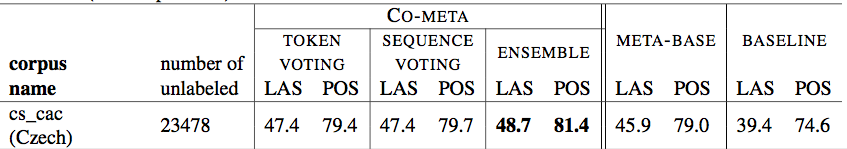 CO-META
TOKEN SEQUENCE ENSEMBLE META-BASE BASELINE
corpus number of VOTING VOTING
name unlabeled LAS POS LAS POS LAS POS LAS POS LAS POS
cs_cac 23478 47.4 79.4 47.4 79.7 48.7 81.4 45.9 79.0 39.4 74.6
(Czech)